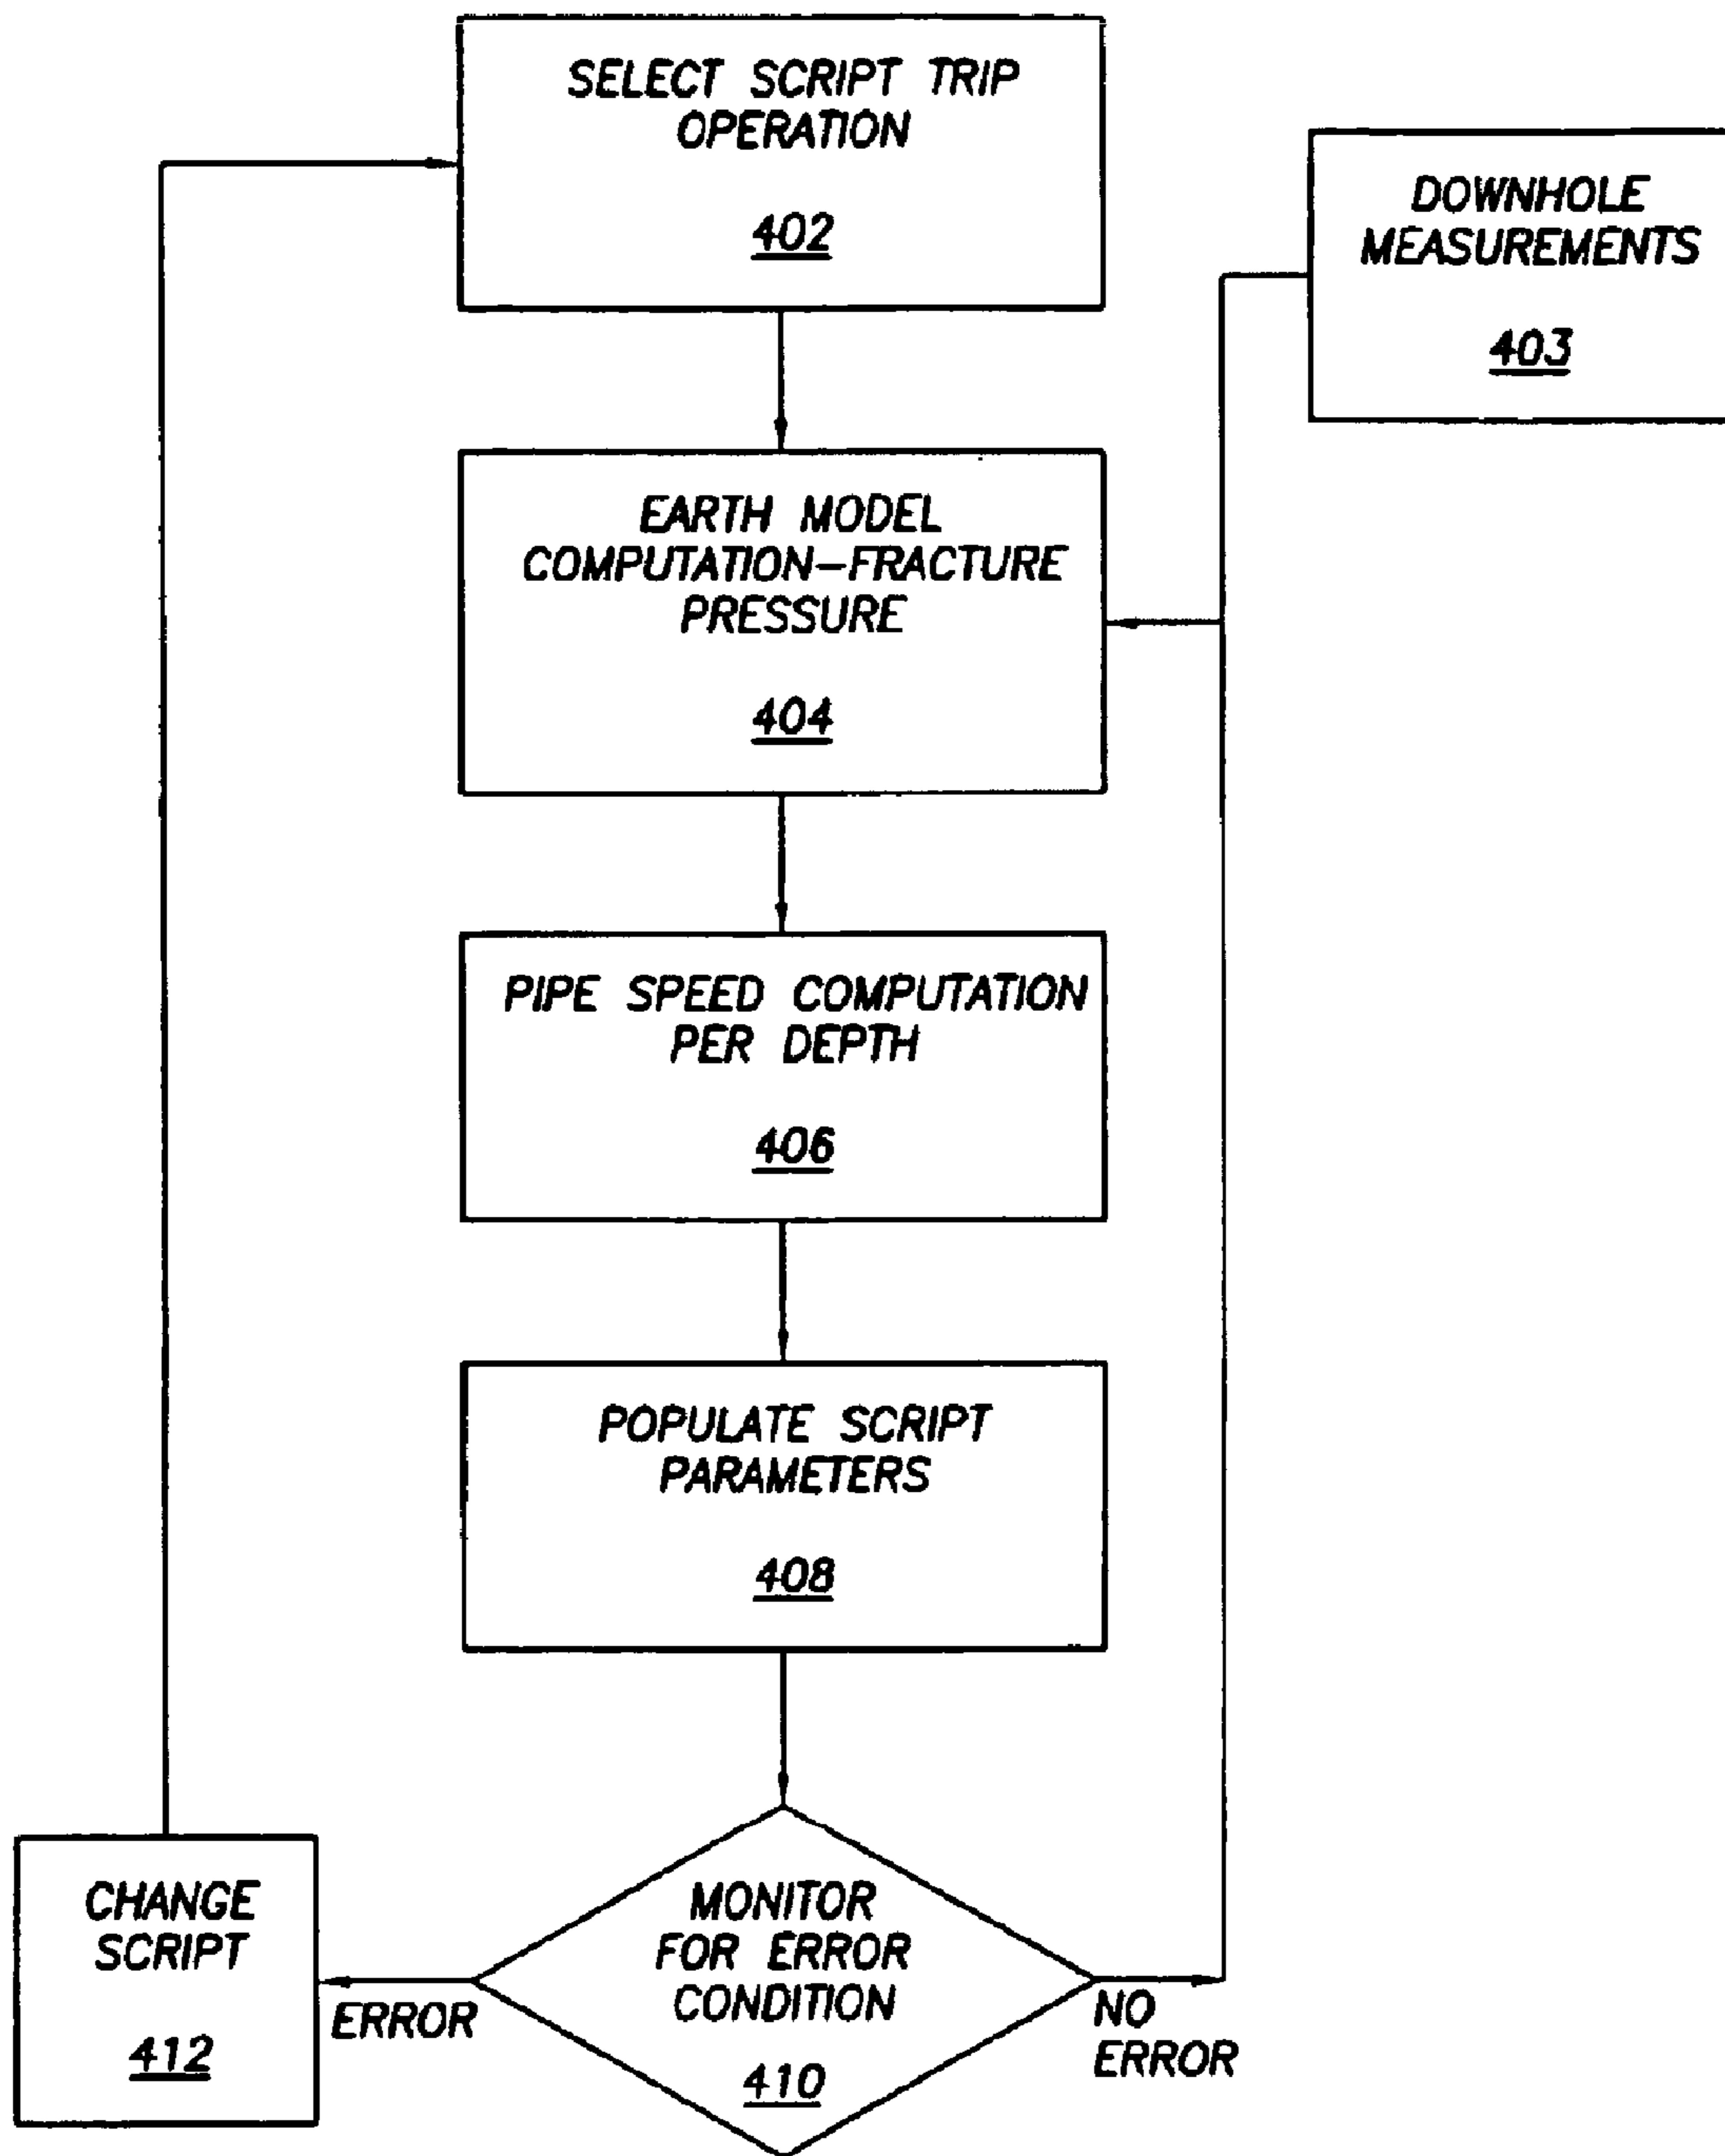 SELECT SCRIPT TRIP
OPERATION
402
DOWNHOLE
MEASUREMENTS
403
EARTH MODEL
COMPUTATION-FRACTURE
PRESSURE
404
PIPE SPEED COMPUTATION
PER DEPTH
406
POPULATE SCRIPT
PARAMETERS
408
CHANGE
SCRIPT
412
ERROR
MONITOR
FOR ERROR
CONDITION
410
NO
ERROR